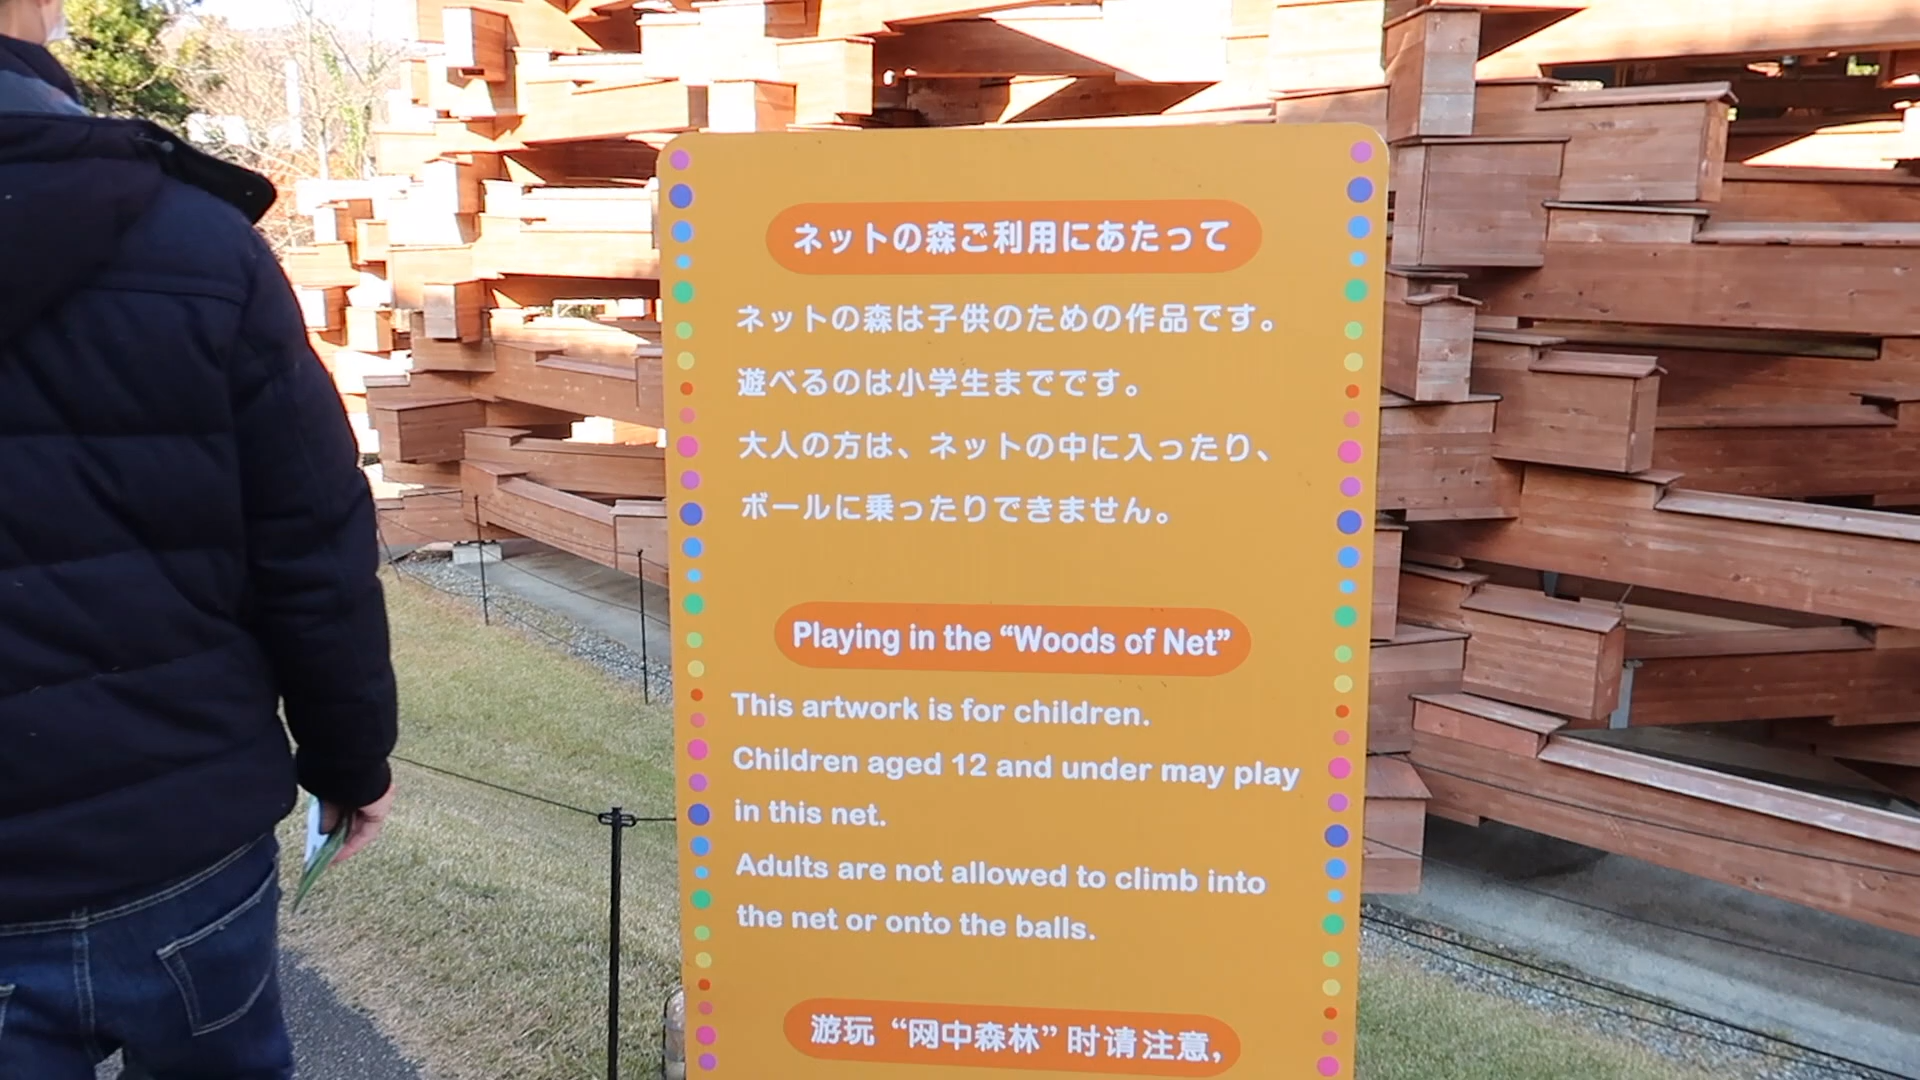 ネットの森ご利用にあたって
ネットの森は子供のための作品です。
遊べるのは小学生までです。
大人の方は、ネットの中に入ったり、
ボールに乗ったりできません。
Playing in the “Woods of Net”
This artwork is for children.
Children aged 12 and under may play
in this net.
Adults are not allowed to climb into
the net or onto the balls.
游玩 “网中森林” 时请注意,